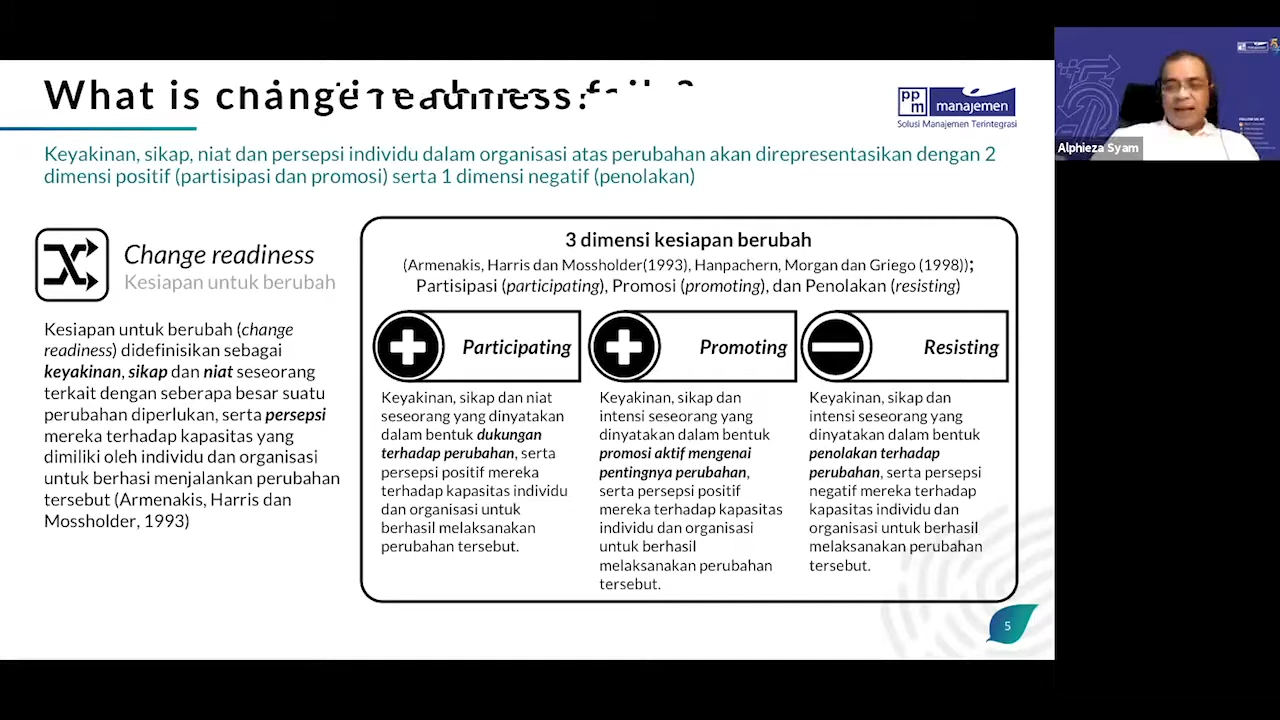 What is change readiness?
ppm manajemen
Solusi Manajemen Terintegrasi
Keyakinan, sikap, niat dan persepsi individu dalam organisasi atas perubahan akan direpresentasikan dengan 2
dimensi positif (partisipasi dan promosi) serta 1 dimensi negatif (penolakan)
Change readiness
Kesiapan untuk berubah
Kesiapan untuk berubah (change
readiness) didefinisikan sebagai
keyakinan, sikap dan niat seseorang
terkait dengan seberapa besar suatu
perubahan diperlukan, serta persepsi
mereka terhadap kapasitas yang
dimiliki oleh individu dan organisasi
untuk berhasi menjalankan perubahan
tersebut (Armenakis, Harris dan
Mossholder, 1993)
3 dimensi kesiapan berubah
(Armenakis, Harris dan Mossholder(1993), Hanpachern, Morgan dan Griego (1998));
Partisipasi (participating), Promosi (promoting), dan Penolakan (resisting)
Participating
Keyakinan, sikap dan niat
seseorang yang dinyatakan
dalam bentuk dukungan
terhadap perubahan, serta
persepsi positif mereka
terhadap kapasitas individu
dan organisasi untuk
berhasil melaksanakan
perubahan tersebut.
Promoting
Keyakinan, sikap dan
intensi seseorang yang
dinyatakan dalam bentuk
promosi aktif mengenai
pentingnya perubahan,
serta persepsi positif
mereka terhadap kapasitas
individu dan organisasi
untuk berhasil
melaksanakan perubahan
tersebut.
Resisting
Keyakinan, sikap dan
intensi seseorang yang
dinyatakan dalam bentuk
penolakan terhadap
perubahan, serta persepsi
negatif mereka terhadap
kapasitas individu dan
organisasi untuk berhasil
melaksanakan perubahan
tersebut.
5
Alphieza Syam